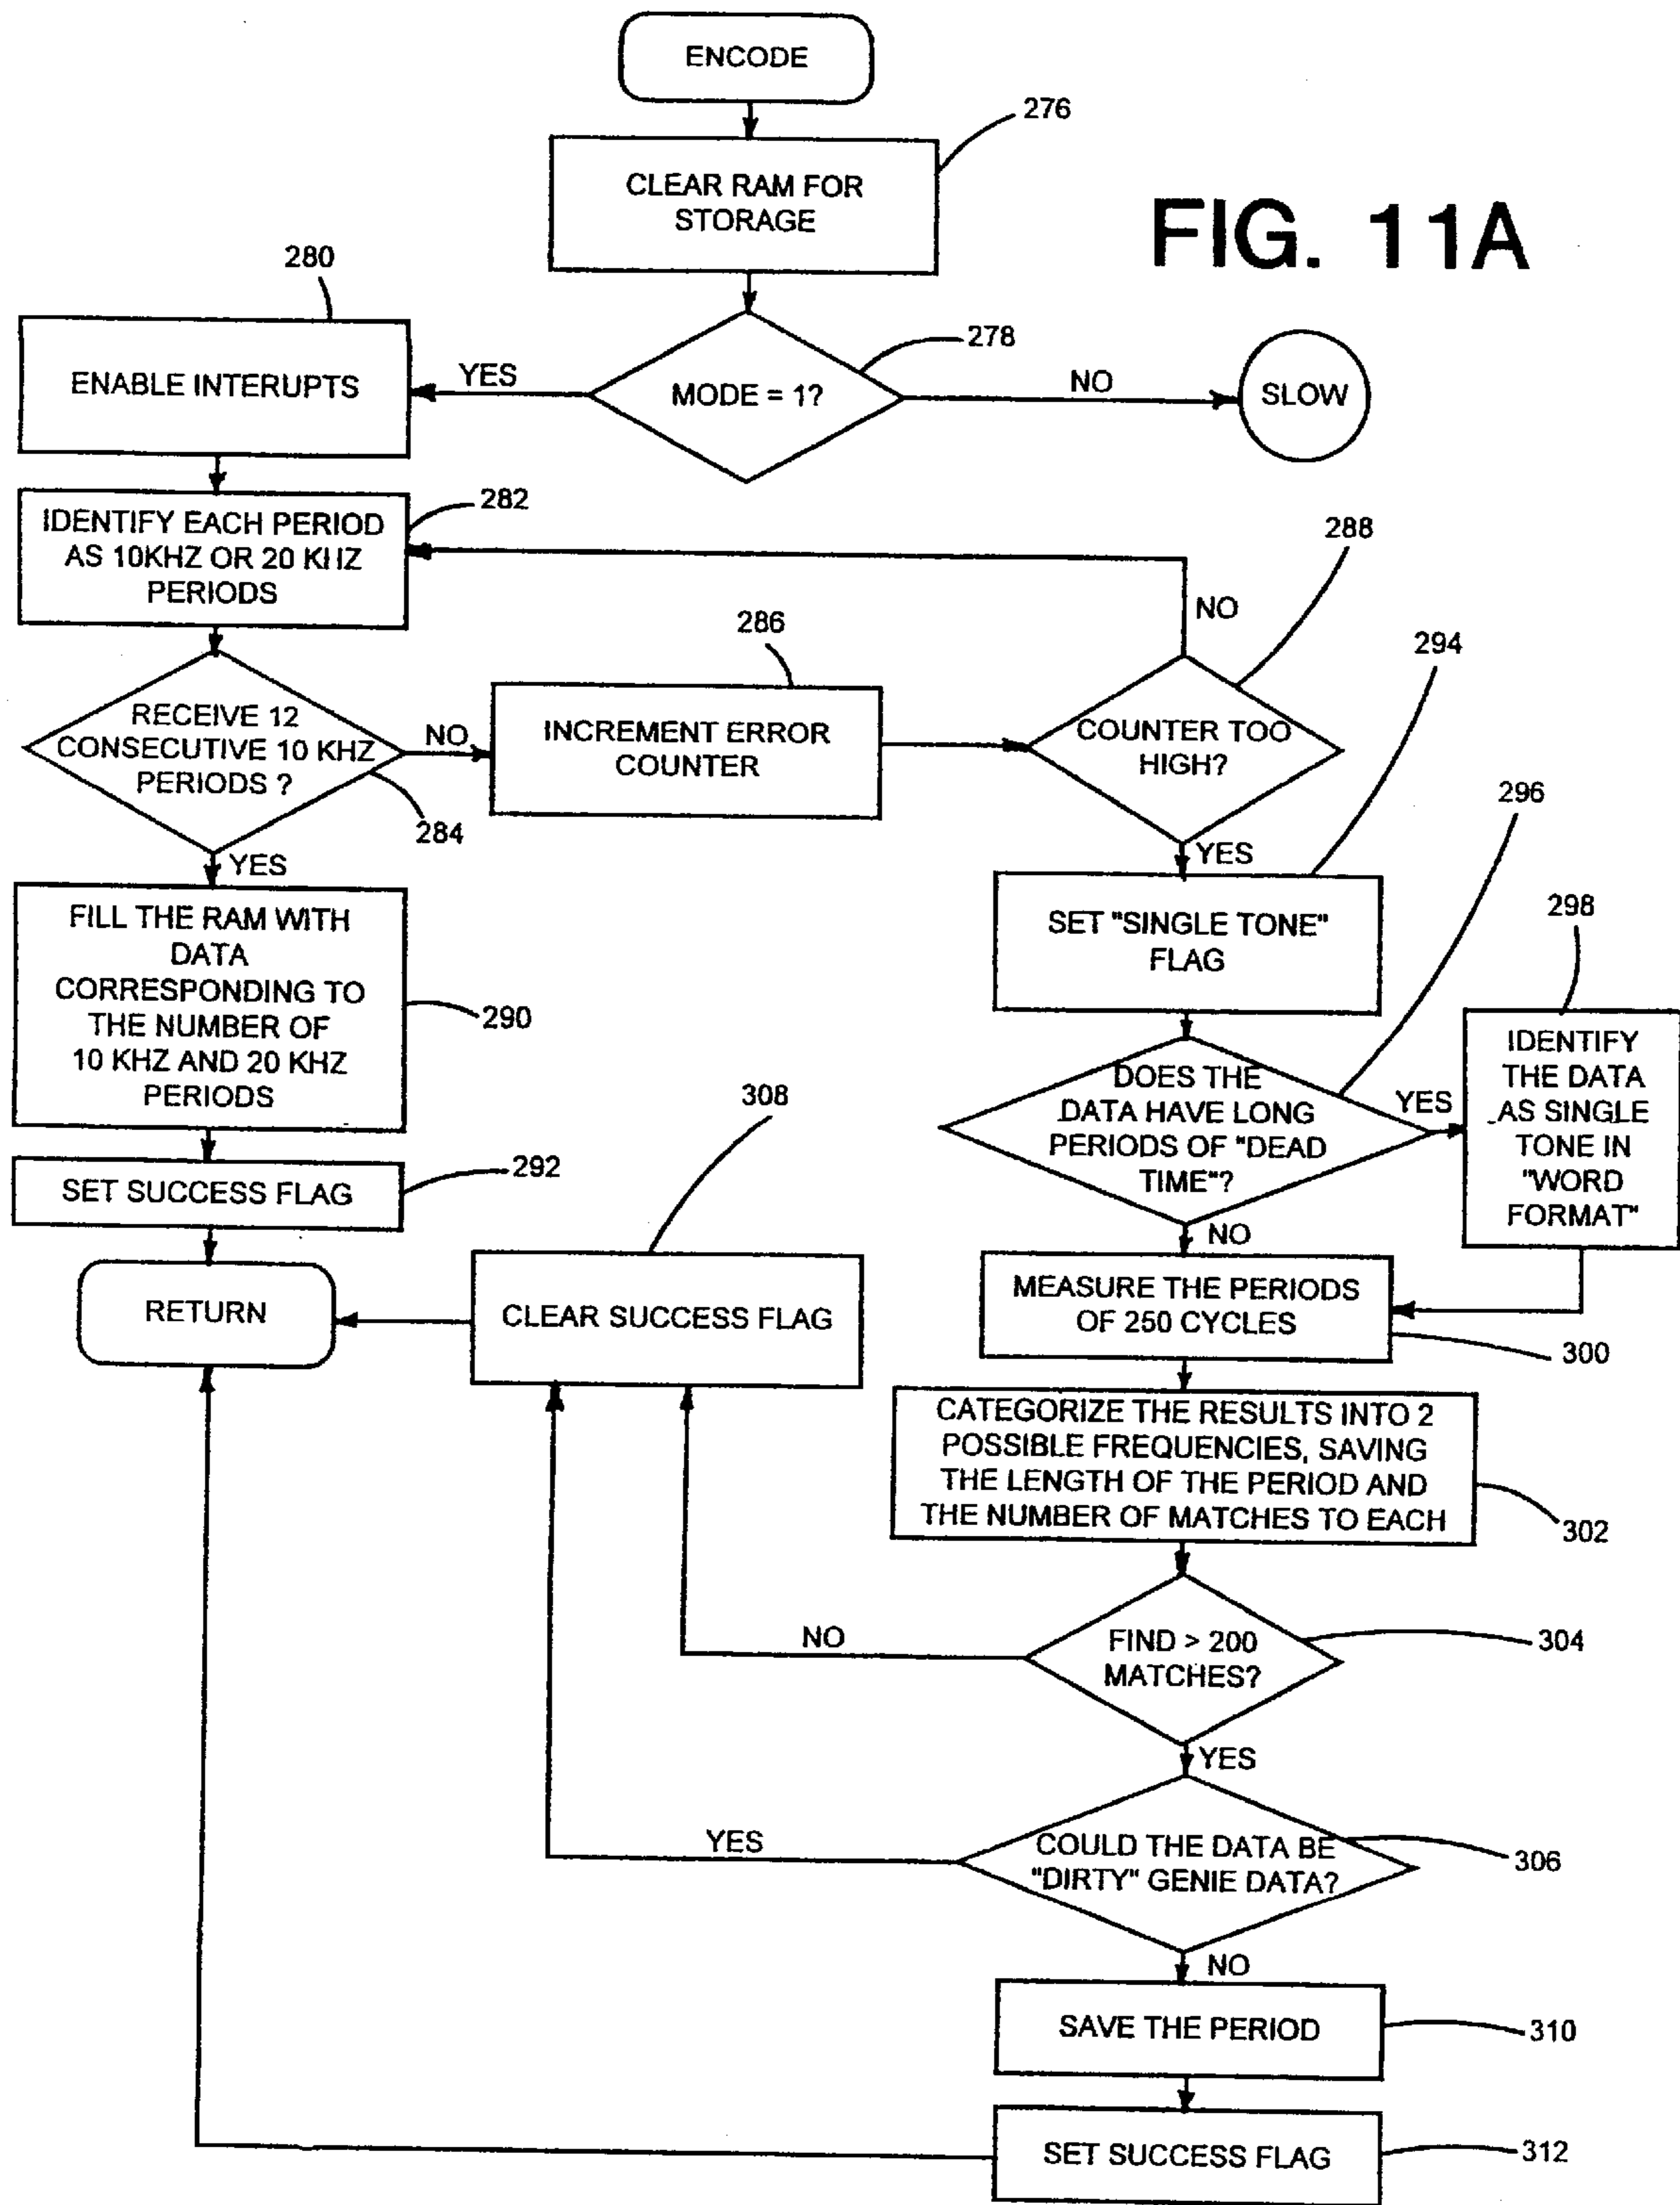 ENCODE
276
CLEAR RAM FOR
STORAGE
FIG. 11A
280
278
ENABLE INTERUPTS
YES
MODE = 1?
NO
SLOW
282
IDENTIFY EACH PERIOD
AS 10KHZ OR 20 KHZ
PERIODS
288
NO
286
294
RECEIVE 12
CONSECUTIVE 10 KHZ
PERIODS ?
NO
INCREMENT ERROR
COUNTER
COUNTER TOO
HIGH?
284
296
YES
YES
FILL THE RAM WITH
DATA
CORRESPONDING TO
THE NUMBER OF
10 KHZ AND 20 KHZ
PERIODS
290
SET "SINGLE TONE"
FLAG
298
IDENTIFY
THE DATA
AS SINGLE
TONE IN
"WORD
FORMAT"
308
DOES THE
DATA HAVE LONG
PERIODS OF "DEAD
TIME"?
YES
292
SET SUCCESS FLAG
NO
RETURN
CLEAR SUCCESS FLAG
MEASURE THE PERIODS
OF 250 CYCLES
300
CATEGORIZE THE RESULTS INTO 2
POSSIBLE FREQUENCIES, SAVING
THE LENGTH OF THE PERIOD AND
THE NUMBER OF MATCHES TO EACH
302
NO
FIND > 200
MATCHES?
304
YES
YES
COULD THE DATA BE
"DIRTY" GENIE DATA?
306
NO
SAVE THE PERIOD
310
SET SUCCESS FLAG
312